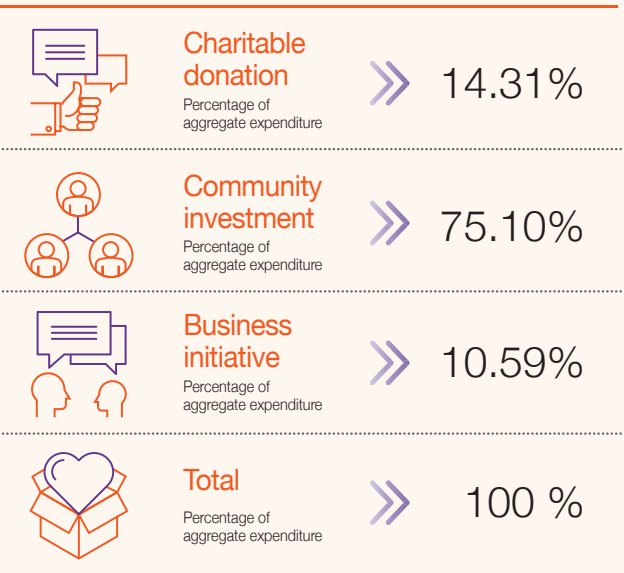 Charitable
donation
Percentage of
aggregate expenditure
14.31%
Community
investment
Percentage of
aggregate expenditure
75.10%
Business
initiative
Percentage of
aggregate expenditure
10.59%
Total
Percentage of
aggregate expenditure
100 %